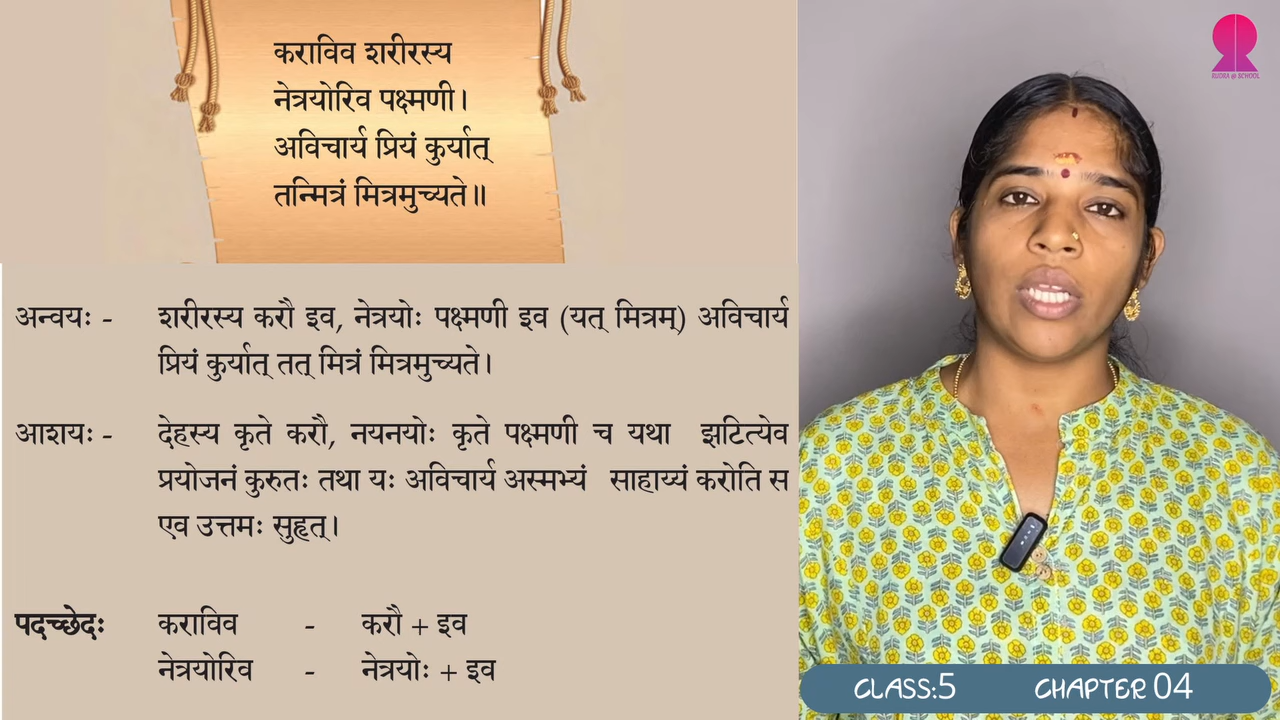 कराविव शरीरस्य
नेत्रयोरिव पक्ष्मणी।
अविचार्य प्रियं कुर्यात्
तन्मित्रं मित्रमुच्यते॥
अन्वयः - शरीरस्य करौ इव, नेत्रयोः पक्ष्मणी इव (यत् मित्रम्) अविचार्य
प्रियं कुर्यात् तत् मित्रं मित्रमुच्यते।
आशयः - देहस्य कृते करौ, नयनयोः कृते पक्ष्मणी च यथा झटित्येव
प्रयोजनं कुरुतः तथा यः अविचार्य अस्मभ्यं साहाय्यं करोति स
एव उत्तमः सुहृत्।
पदच्छेदः कराविव - करौ + इव
नेत्रयोरिव - नेत्रयोः + इव
RUDRA @ SCHOOL
CLASS:5 CHAPTER 04